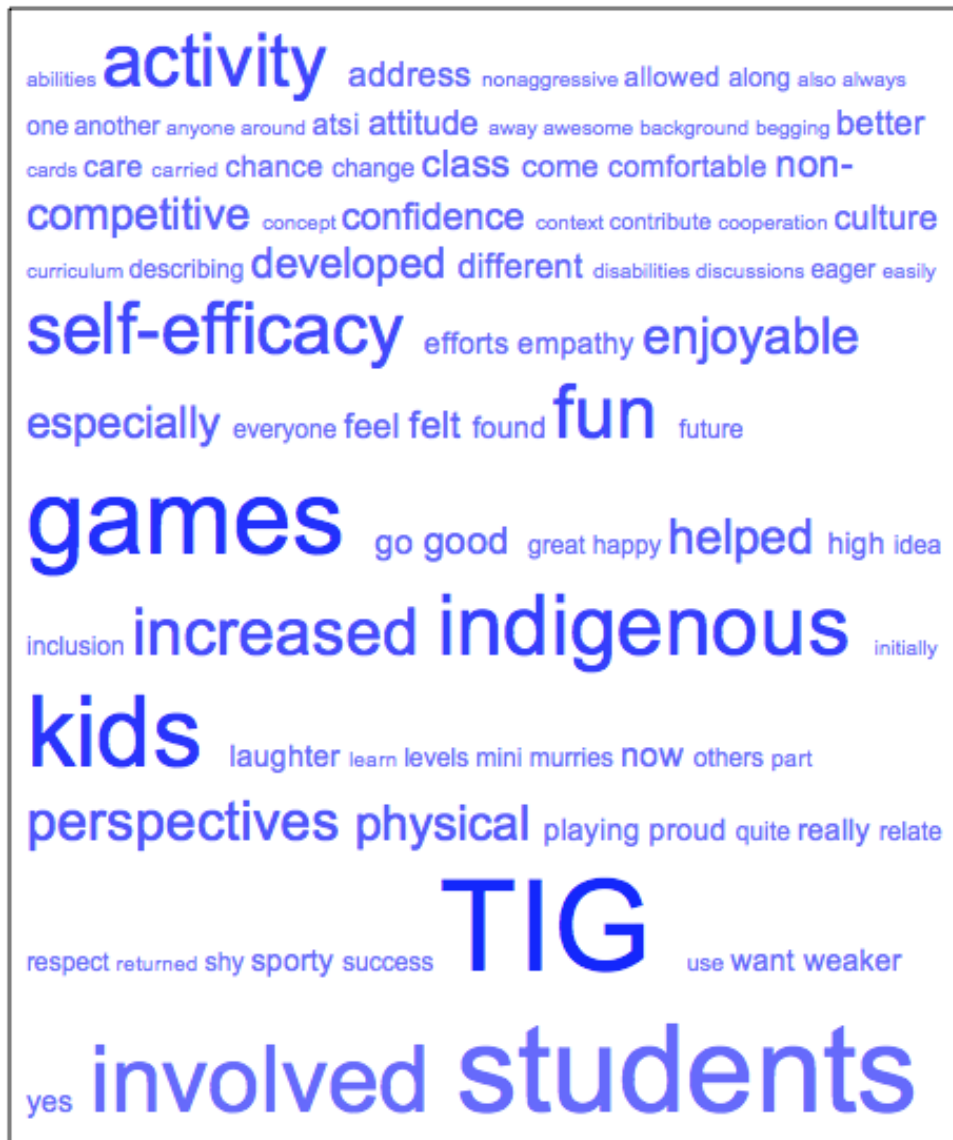 abilities activity address nonaggressive allowed along also always
one another anyone around atsi attitude away awesome background begging better
cards care carried chance change class come comfortable non-
competitive concept confidence context contribute cooperation culture
curriculum describing developed different disabilities discussions eager easily
self-efficacy efforts empathy enjoyable
especially everyone feel felt found fun future
games go good great happy helped high idea
inclusion increased indigenous initially
kids laughter learn levels mini murries now others part
perspectives physical playing proud quite really relate
respect returned shy sporty success TIG use want weaker
yes involved students